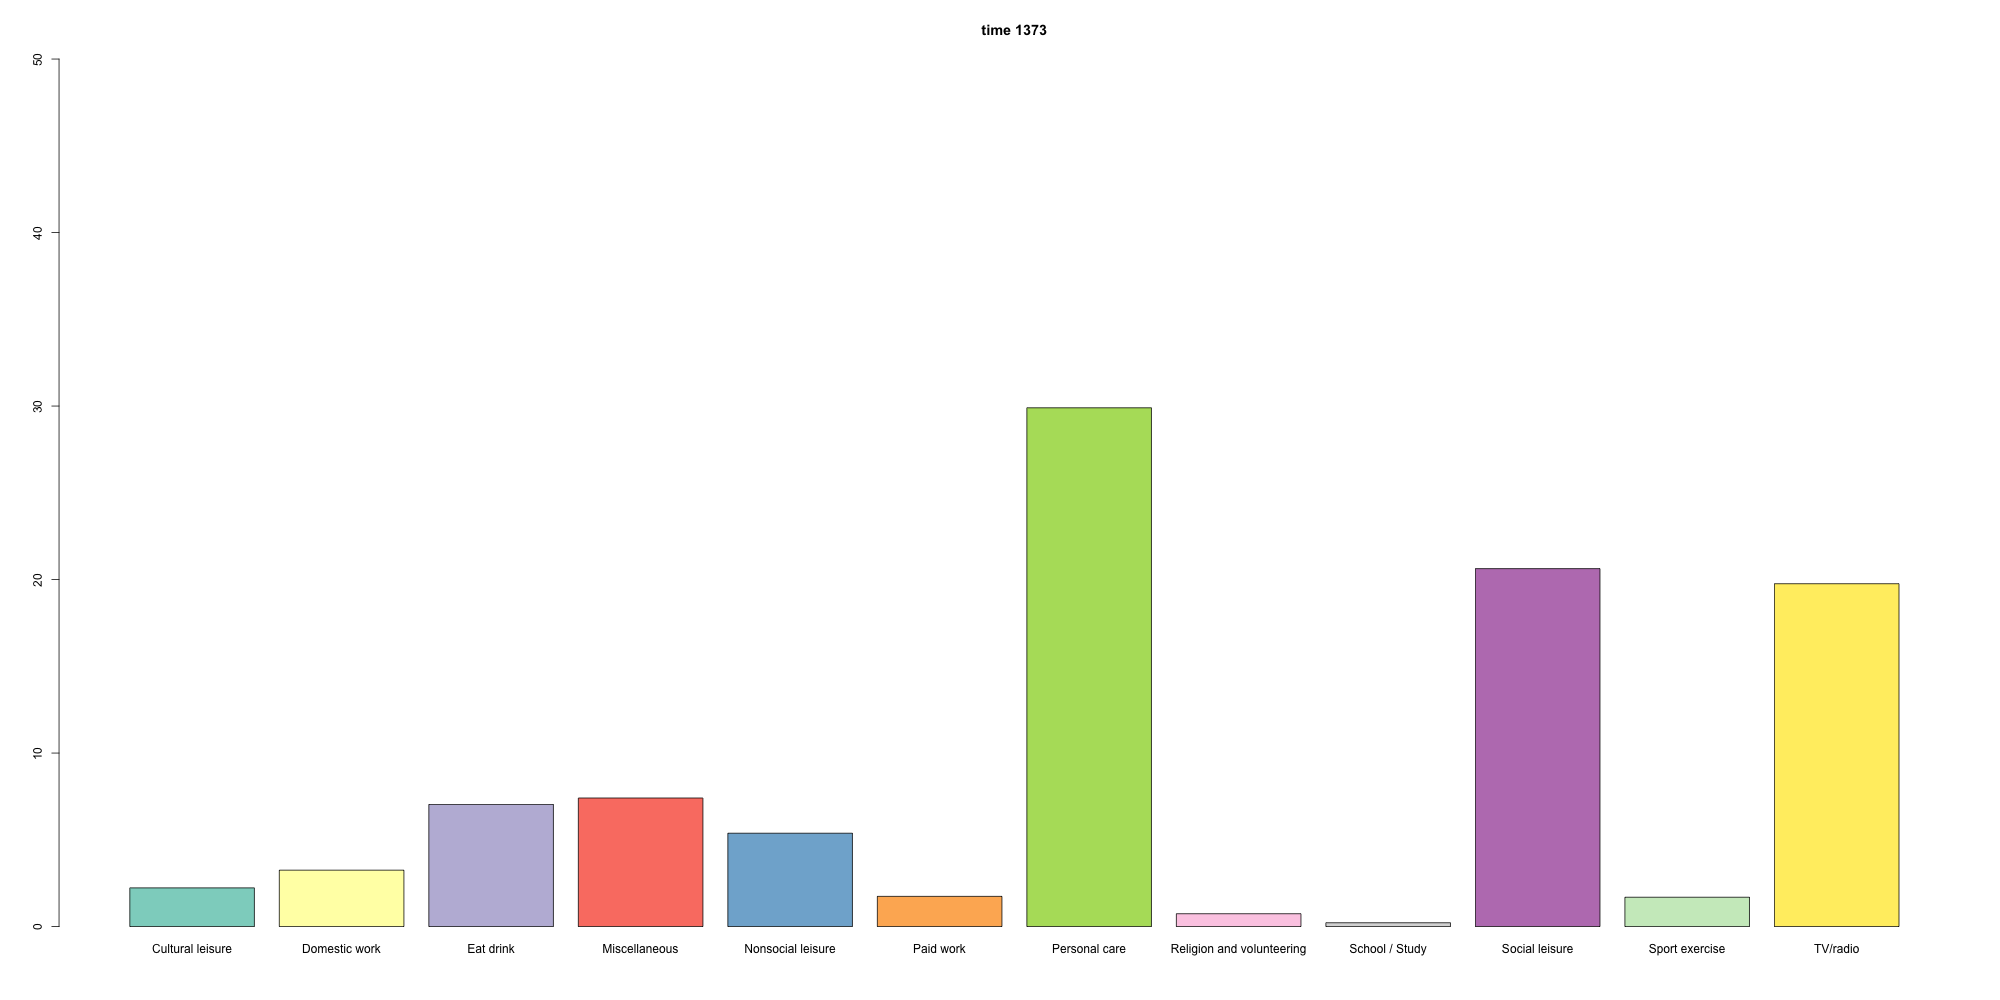 time 1373
50
40
30
20
10
0
Cultural leisure
Domestic work
Eat drink
Miscellaneous
Nonsocial leisure
Paid work
Personal care
Religion and volunteering
School / Study
Social leisure
Sport exercise
TV/radio